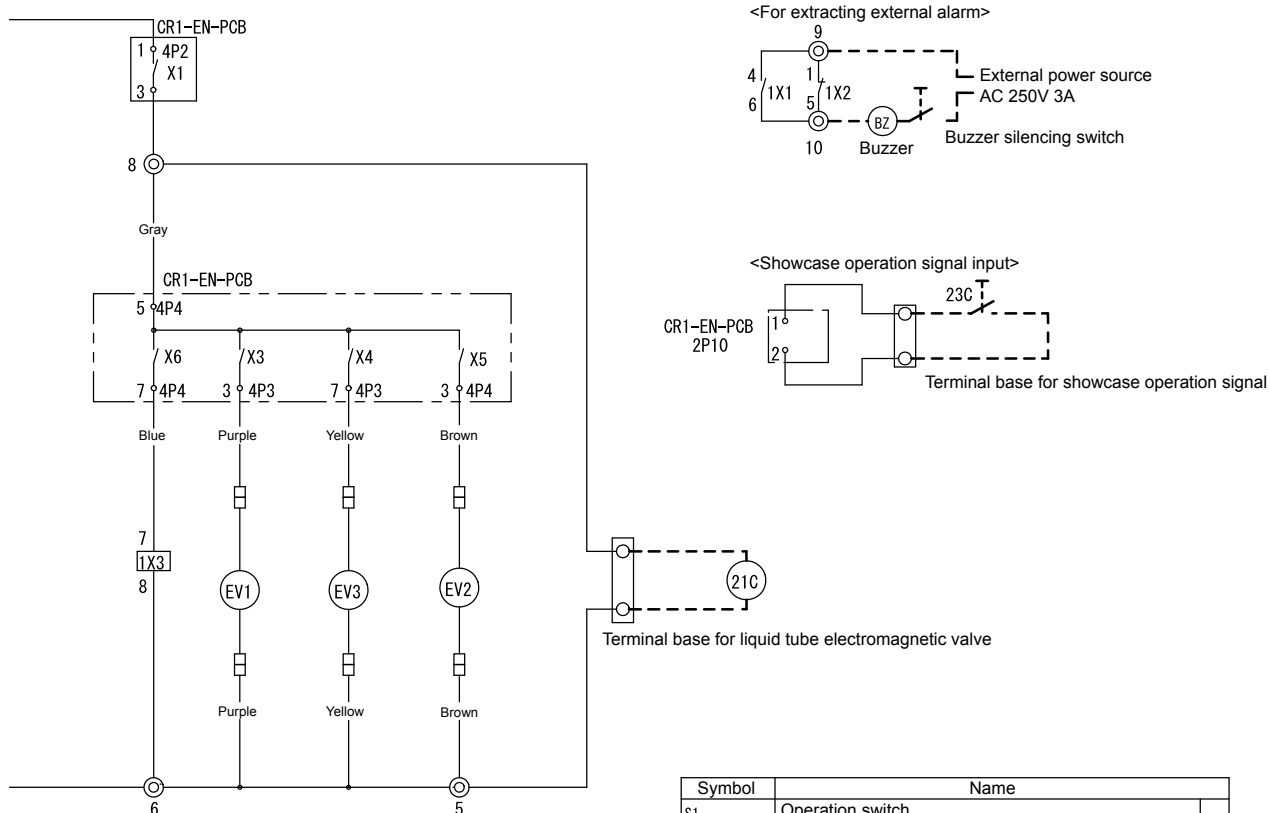 CR1-EN-PCB
1 4P2
X1
3
8
Gray
CR1-EN-PCB
5 4P4
X6 X3 X4 X5
7 4P4 3 4P3 7 4P3 3 4P4
Blue Purple Yellow Brown
7
1X3
8
EV1 EV3 EV2
Purple Yellow Brown
6 5
21C
Terminal base for liquid tube electromagnetic valve
<For extracting external alarm>
9
4 1
1X1 1X2
6 5
10
BZ
Buzzer
External power source
AC 250V 3A
Buzzer silencing switch
<Showcase operation signal input>
CR1-EN-PCB
2P10
1
2
23C
Terminal base for showcase operation signal
Symbol Name
S1 Operation switch